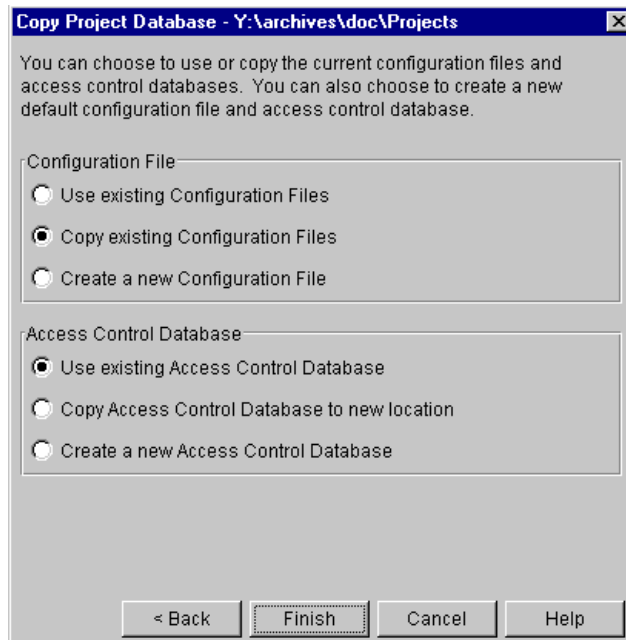 Copy Project Database - Y:\archives\doc\Projects
You can choose to use or copy the current configuration files and
access control databases. You can also choose to create a new
default configuration file and access control database.
Configuration File
Use existing Configuration Files
Copy existing Configuration Files
Create a new Configuration File
Access Control Database
Use existing Access Control Database
Copy Access Control Database to new location
Create a new Access Control Database
< Back Finish Cancel Help